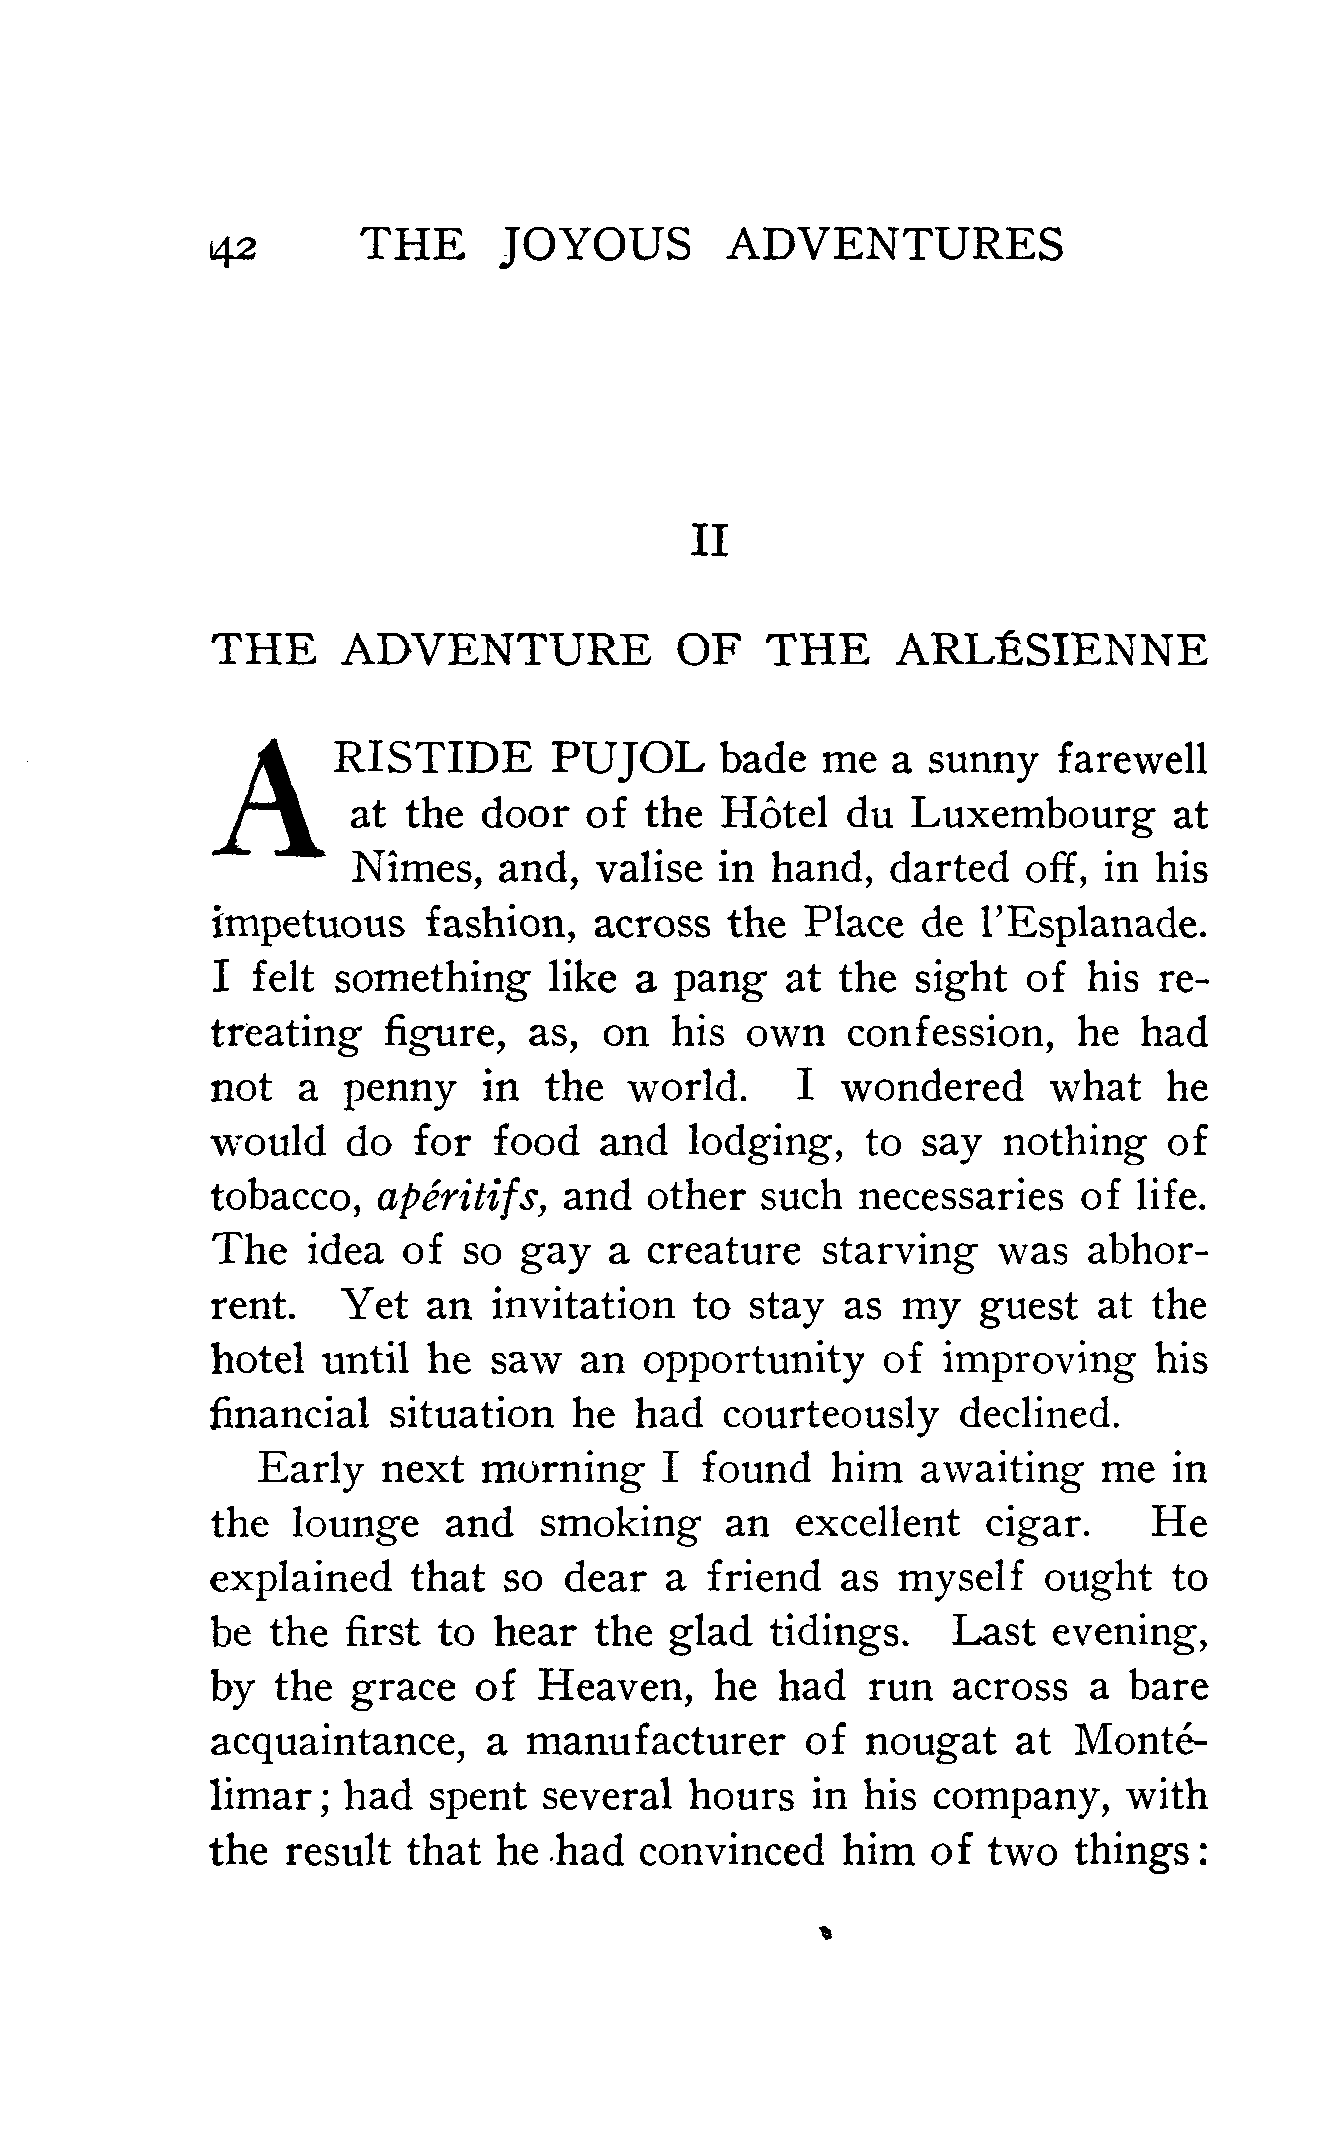 42 THE JOYOUS ADVENTURES
II
THE ADVENTURE OF THE ARLÉSIENNE
ARISTIDE PUJOL bade me a sunny farewell
at the door of the Hôtel du Luxembourg at
Nîmes, and, valise in hand, darted off, in his
impetuous fashion, across the Place de l'Esplanade.
I felt something like a pang at the sight of his re-
treating figure, as, on his own confession, he had
not a penny in the world. I wondered what he
would do for food and lodging, to say nothing of
tobacco, apéritifs, and other such necessaries of life.
The idea of so gay a creature starving was abhor-
rent. Yet an invitation to stay as my guest at the
hotel until he saw an opportunity of improving his
financial situation he had courteously declined.
Early next morning I found him awaiting me in
the lounge and smoking an excellent cigar. He
explained that so dear a friend as myself ought to
be the first to hear the glad tidings. Last evening,
by the grace of Heaven, he had run across a bare
acquaintance, a manufacturer of nougat at Monté-
limar; had spent several hours in his company, with
the result that he had convinced him of two things: